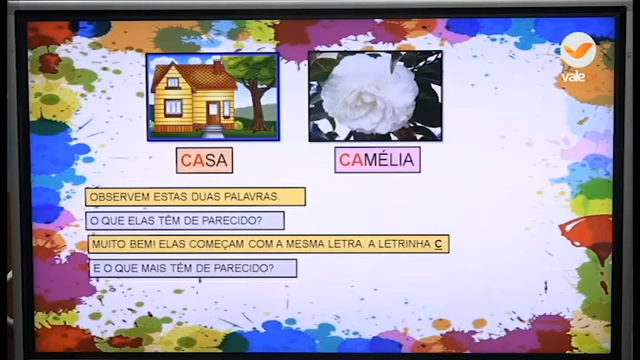 vale
CASA
CAMÉLIA
OBSERVEM ESTAS DUAS PALAVRAS.
O QUE ELAS TÊM DE PARECIDO?
MUITO BEM! ELAS COMEÇAM COM A MESMA LETRA. A LETRINHA C
E O QUE MAIS TÊM DE PARECIDO?